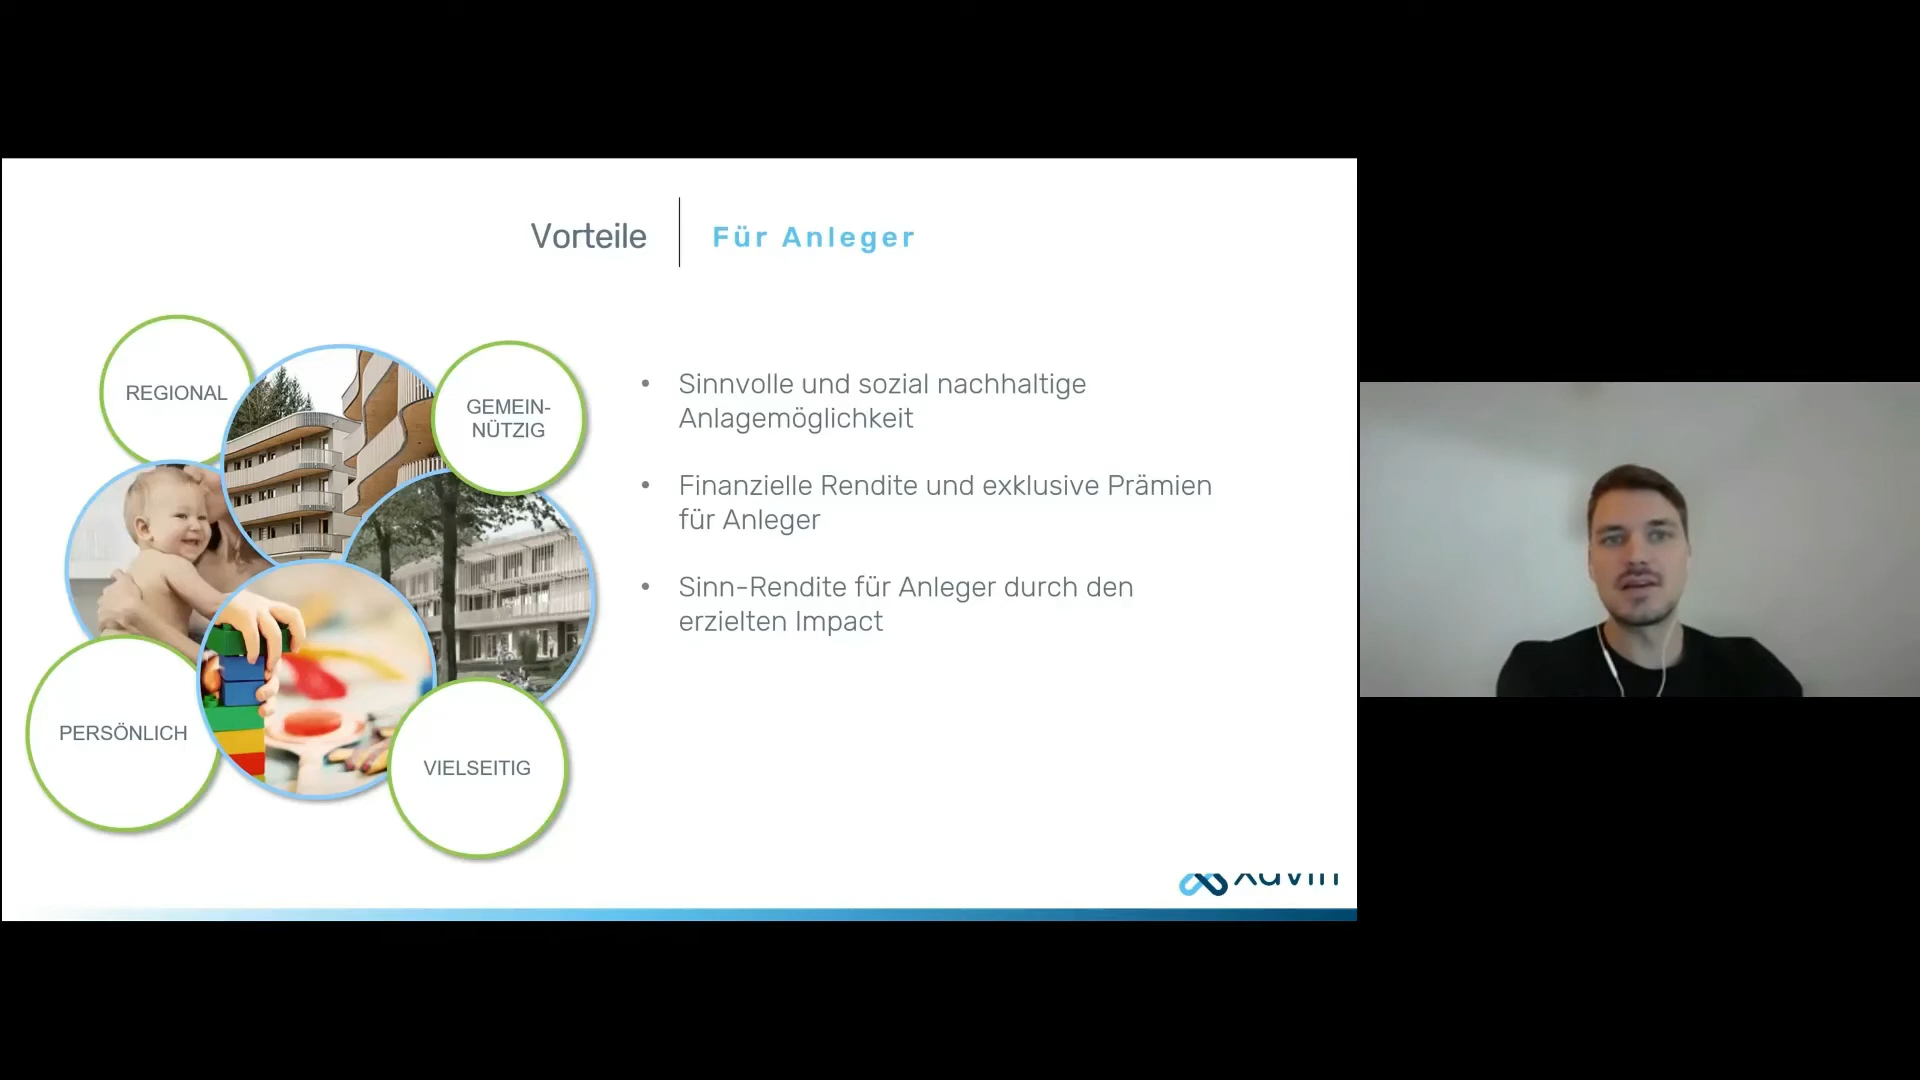 Vorteile
Für Anleger
REGIONAL
GEMEIN-
NÜTZIG
PERSÖNLICH
VIELSEITIG
• Sinnvolle und sozial nachhaltige
Anlagemöglichkeit
• Finanzielle Rendite und exklusive Prämien
für Anleger
• Sinn-Rendite für Anleger durch den
erzielten Impact